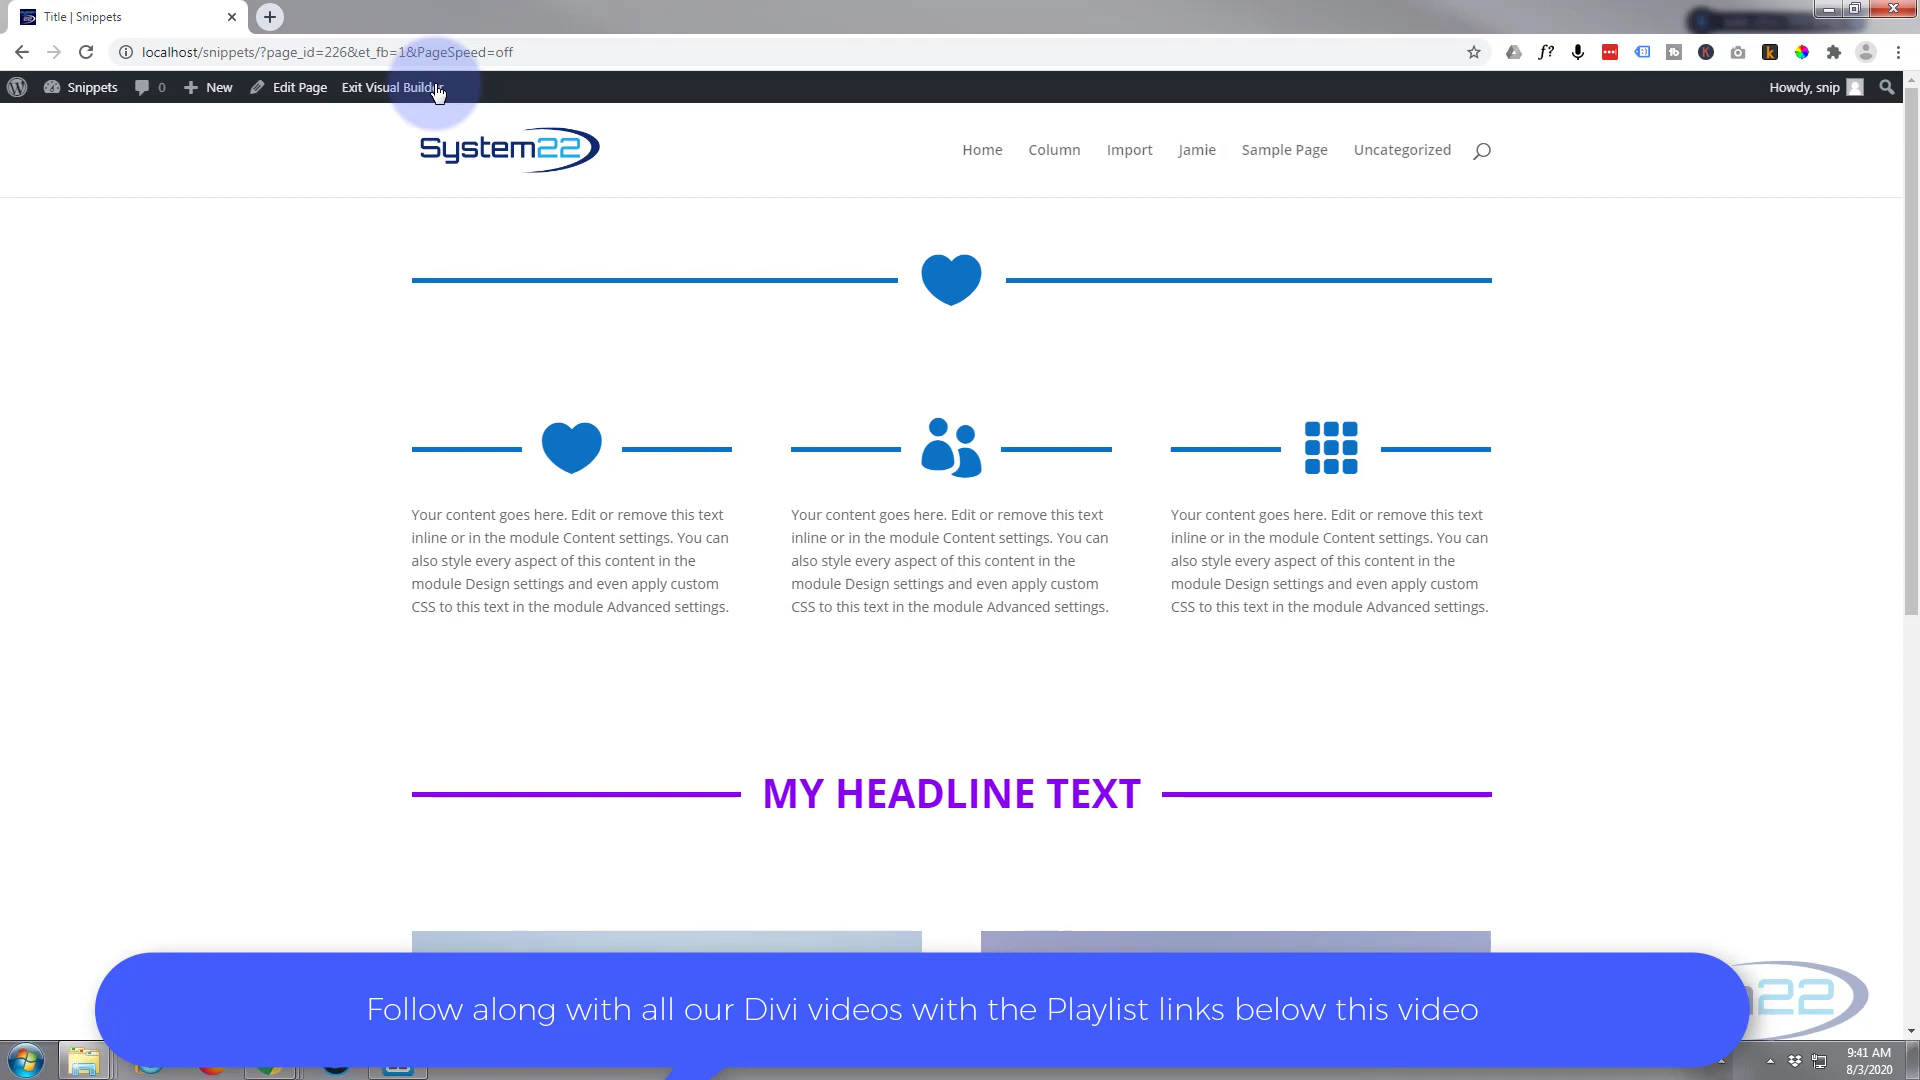 Title | Snippets
localhost/snippets/?page_id=226&et_fb=1&PageSpeed=off
Snippets 0 New Edit Page Exit Visual Builder
Howdy, snip
System22
Home Column Import Jamie Sample Page Uncategorized
Your content goes here. Edit or remove this text
inline or in the module Content settings. You can
also style every aspect of this content in the
module Design settings and even apply custom
CSS to this text in the module Advanced settings.
Your content goes here. Edit or remove this text
inline or in the module Content settings. You can
also style every aspect of this content in the
module Design settings and even apply custom
CSS to this text in the module Advanced settings.
Your content goes here. Edit or remove this text
inline or in the module Content settings. You can
also style every aspect of this content in the
module Design settings and even apply custom
CSS to this text in the module Advanced settings.
MY HEADLINE TEXT
Follow along with all our Divi videos with the Playlist links below this video
22
9:41 AM
8/3/2020